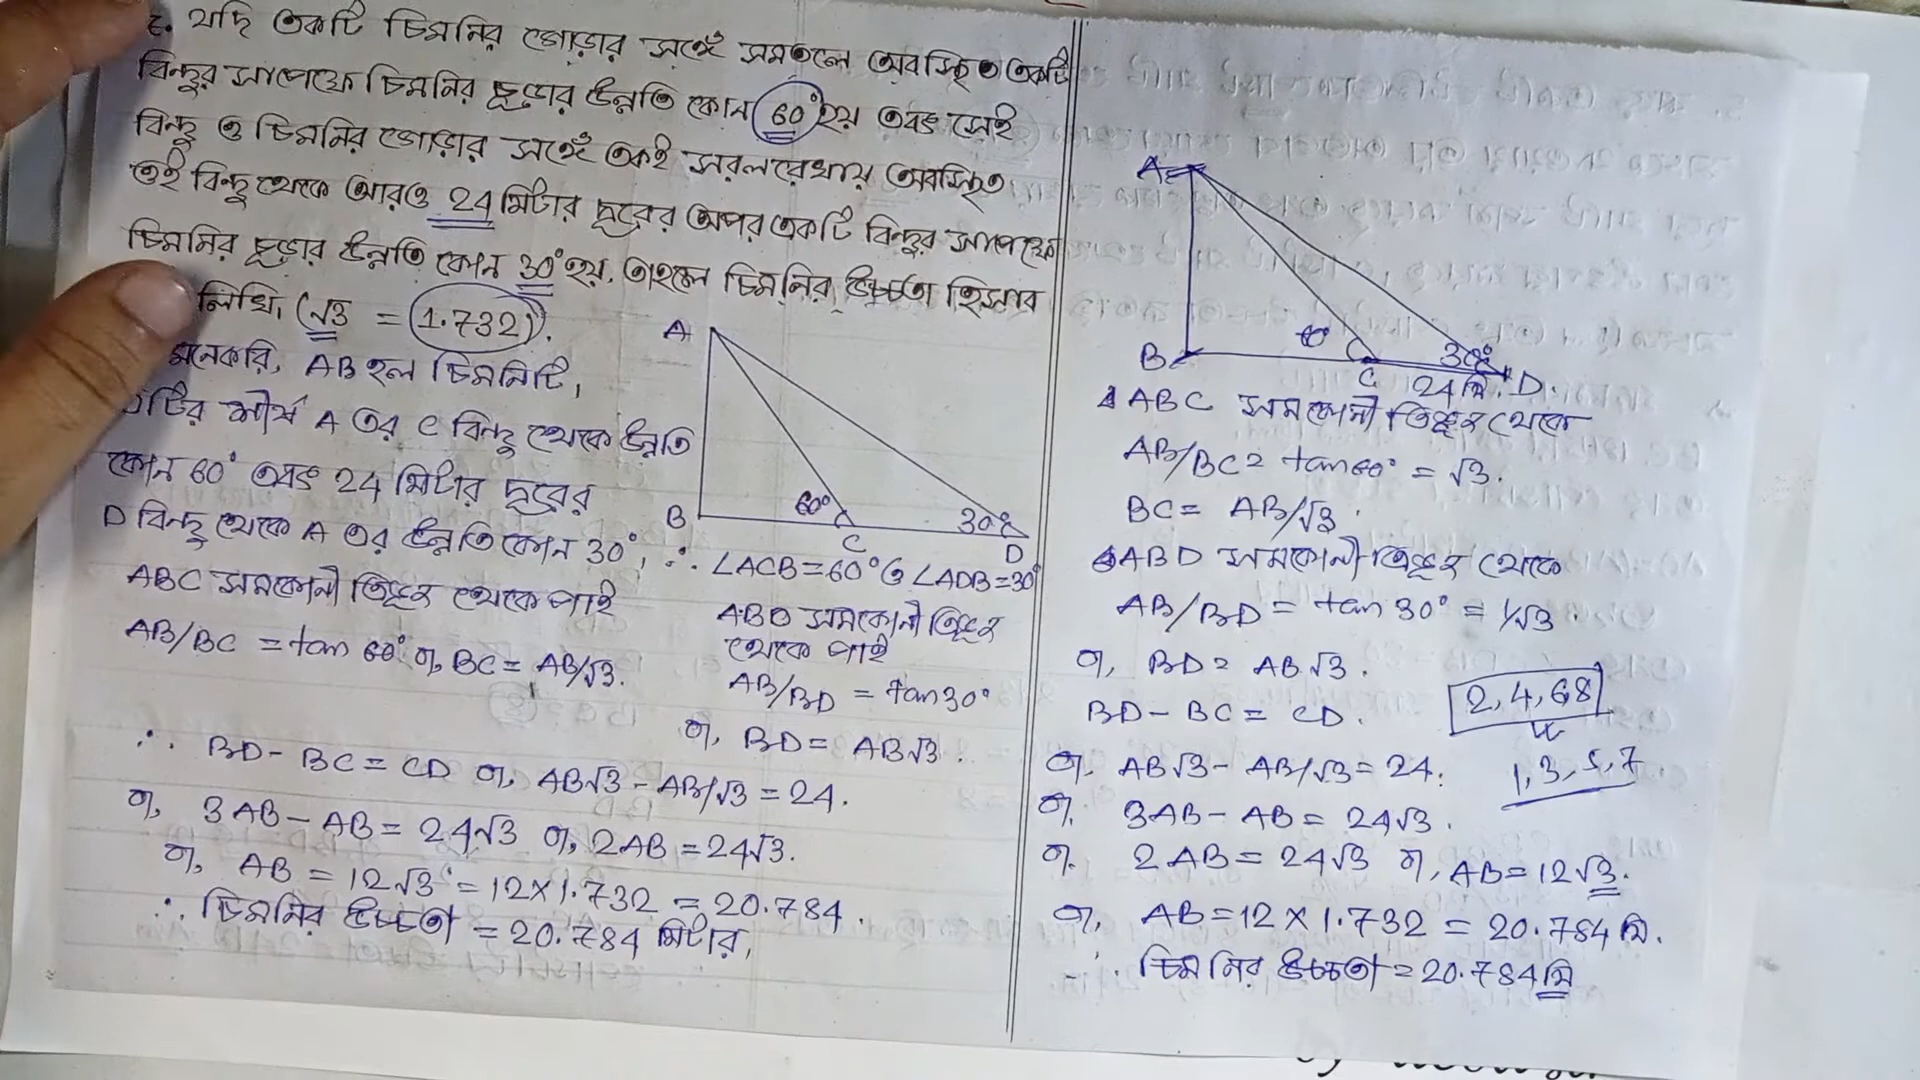 ৫. যদি একটি চিমনির গোড়ার সঙ্গে সমতলে অবস্থিত একটি
বিন্দুর সাপেক্ষে চিমনির চূড়ার উন্নতি কোন 60° হয় এবং সেই
বিন্দু ও চিমনির গোড়ার সঙ্গে একই সরলরেখায় অবস্থিত
ওই বিন্দু থেকে আরও 24 মিটার দূরের অপর একটি বিন্দুর সাপেক্ষে
চিমনির চূড়ার উন্নতি কোন 30° হয়, তাহলে চিমনির উচ্চতা হিসাব
লিখি, (√3 = 1.732).
মনেকরি, AB হল চিমনিটি,
টির শীর্ষ A এর C বিন্দু থেকে উন্নতি
কোন 60° এবং 24 মিটার দূরের
D বিন্দু থেকে A এর উন্নতি কোন 30°, ∴ ∠ACB = 60° ও ∠ADB = 30°
A
60°
30°
B
C
D
ABC সমকোনী ত্রিভুজ থেকে পাই
AB/BC = tan 60° বা, BC = AB/√3.
ABD সমকোনী ত্রিভুজ
থেকে পাই
AB/BD = tan30°
বা, BD = AB√3.
∴ BD - BC = CD বা, AB√3 - AB/√3 = 24.
বা, 3AB - AB = 24√3 বা, 2AB = 24√3.
বা, AB = 12√3 = 12×1.732 = 20.784.
∴ চিমনির উচ্চতা = 20.784 মিটার,
A
B
30°
C
24 মি.
D.
ABC সমকোনী ত্রিভুজ থেকে
AB/BC = tan60° = √3.
BC = AB/√3.
ABD সমকোনী ত্রিভুজ থেকে
AB/BD = tan 30° = 1/√3.
বা, BD = AB√3.
BD - BC = CD.
2, 4, 68
1, 3, 5, 7
বা, AB√3 - AB/√3 = 24.
বা, 3AB - AB = 24√3.
বা, 2AB = 24√3 বা, AB = 12√3.
বা, AB = 12 × 1.732 = 20.784 মি.
∴ চিমনির উচ্চতা = 20.784 মি